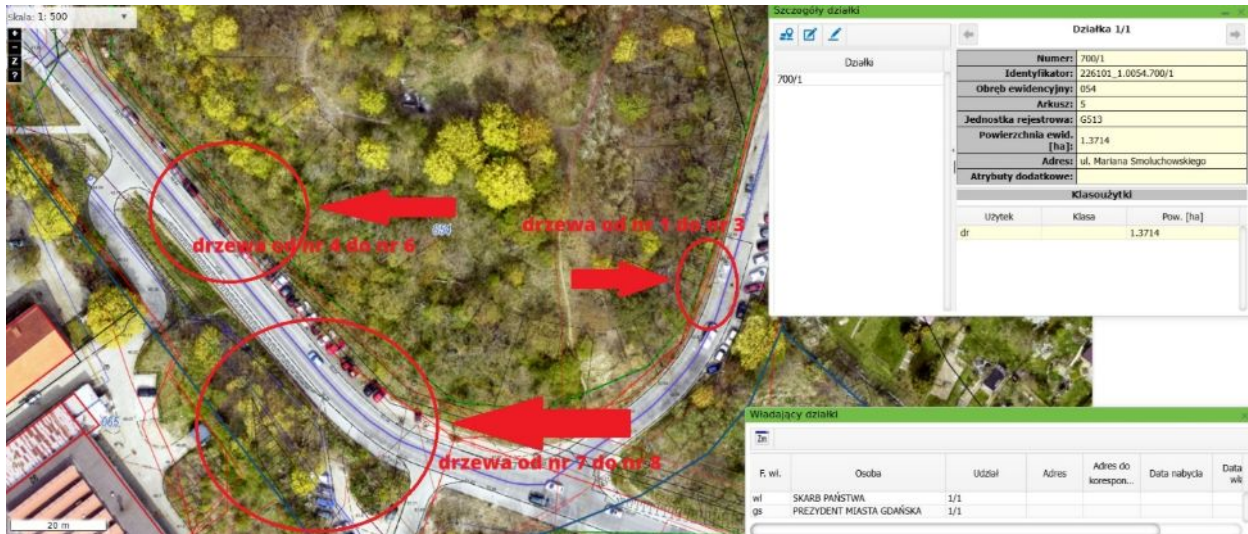 Skala: 1: 500
+
−
Z
?
drzewa od nr 4 do nr 6
654
drzewa od nr 1 do nr 3
drzewa od nr 7 do nr 8
065
20 m
Szczegóły działki
Działki
700/1
Działka 1/1
Numer: 700/1
Identyfikator: 226101_1.0054.700/1
Obręb ewidencyjny: 054
Arkusz: 5
Jednostka rejestrowa: G513
Powierzchnia ewid. [ha]: 1.3714
Adres: ul. Mariana Smoluchowskiego
Atrybuty dodatkowe:
Klasoużytki
Użytek Klasa Pow. [ha]
dr 1.3714
Władający działki
Zm
F. wł. Osoba Udział Adres Adres do korespon... Data nabycia Data
wl SKARB PAŃSTWA 1/1
gs PREZYDENT MIASTA GDAŃSKA 1/1